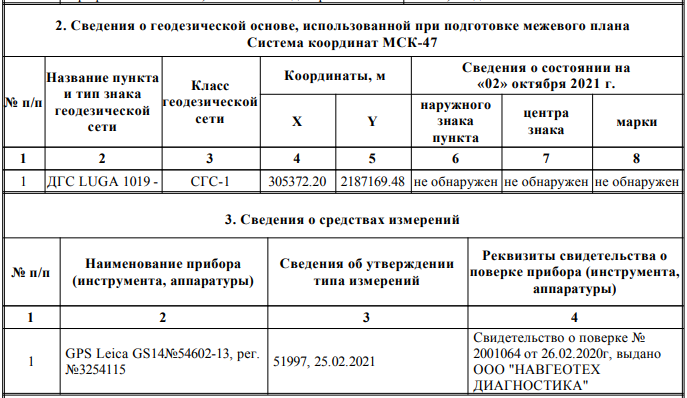 2. Сведения о геодезической основе, использованной при подготовке межевого плана
Система координат МСК-47
№ п/п
Название пункта
и тип знака
геодезической
сети
Класс
геодезической
сети
Координаты, м
X
Y
Сведения о состоянии на
«02» октября 2021 г.
наружного
знака
пункта
центра
знака
марки
1 2 3 4 5 6 7 8
1 ДГС LUGA 1019 - СГС-1 305372.20 2187169.48 не обнаружен не обнаружен не обнаружен
3. Сведения о средствах измерений
№ п/п
Наименование прибора
(инструмента, аппаратуры)
Сведения об утверждении
типа измерений
Реквизиты свидетельства о
поверке прибора (инструмента,
аппаратуры)
1 2 3 4
1
GPS Leica GS14№54602-13, рег.
№3254115
51997, 25.02.2021
Свидетельство о поверке №
2001064 от 26.02.2020г, выдано
ООО "НАВГЕОТЕХ
ДИАГНОСТИКА"